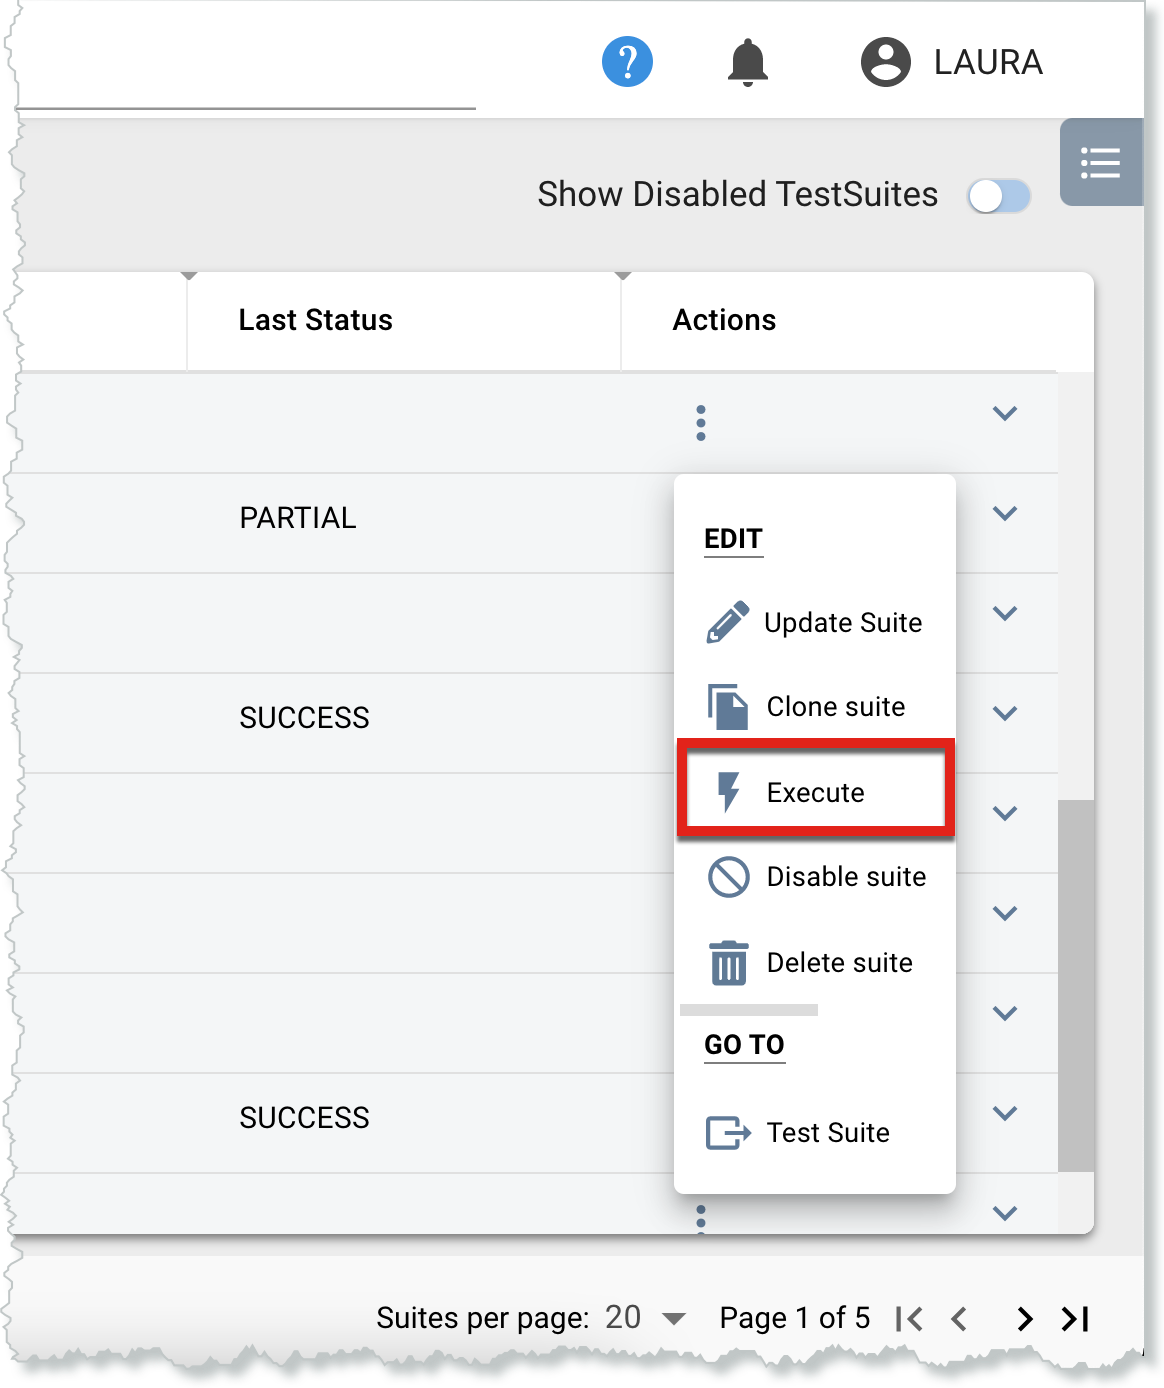 ?
LAURA
Show Disabled TestSuites
Last Status
Actions
EDIT
PARTIAL
Update Suite
Clone suite
SUCCESS
Execute
Disable suite
Delete suite
GO TO
SUCCESS
Test Suite
Suites per page: 20
Page 1 of 5